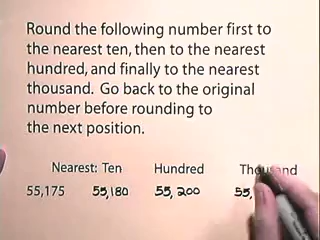 Round the following number first to
the nearest ten, then to the nearest
hundred, and finally to the nearest
thousand. Go back to the original
number before rounding to
the next position.
Nearest: Ten Hundred Thousand
55,175 55,180 55,200 55,